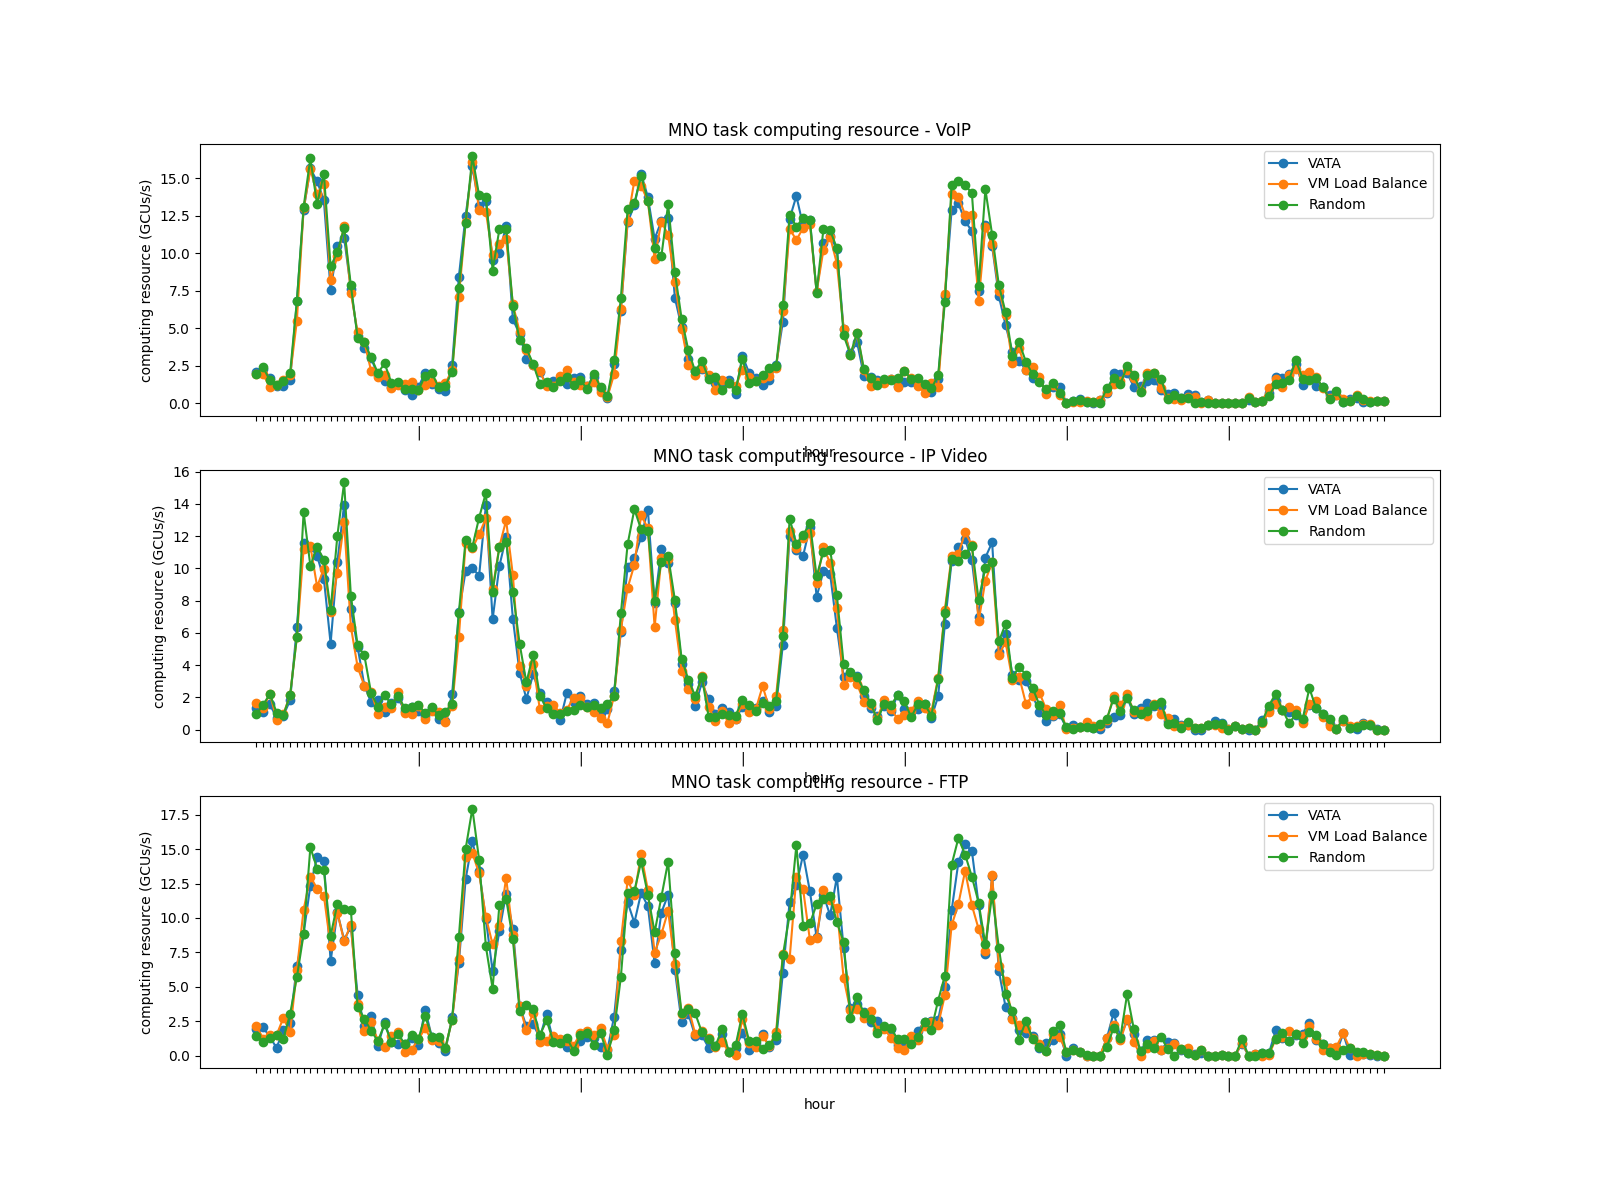 MNO task computing resource - VoIP
computing resource (GCUs/s)
15.0
12.5
10.0
7.5
5.0
2.5
0.0
VATA
VM Load Balance
Random
hour
MNO task computing resource - IP Video
computing resource (GCUs/s)
16
14
12
10
8
6
4
2
0
VATA
VM Load Balance
Random
hour
MNO task computing resource - FTP
computing resource (GCUs/s)
17.5
15.0
12.5
10.0
7.5
5.0
2.5
0.0
VATA
VM Load Balance
Random
hour